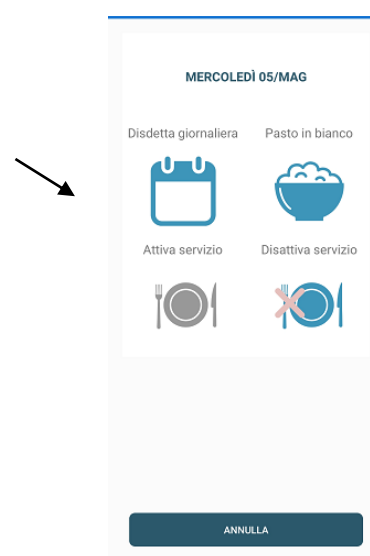 MERCOLEDÌ 05/MAG
Disdetta giornaliera Pasto in bianco
Attiva servizio Disattiva servizio
ANNULLA